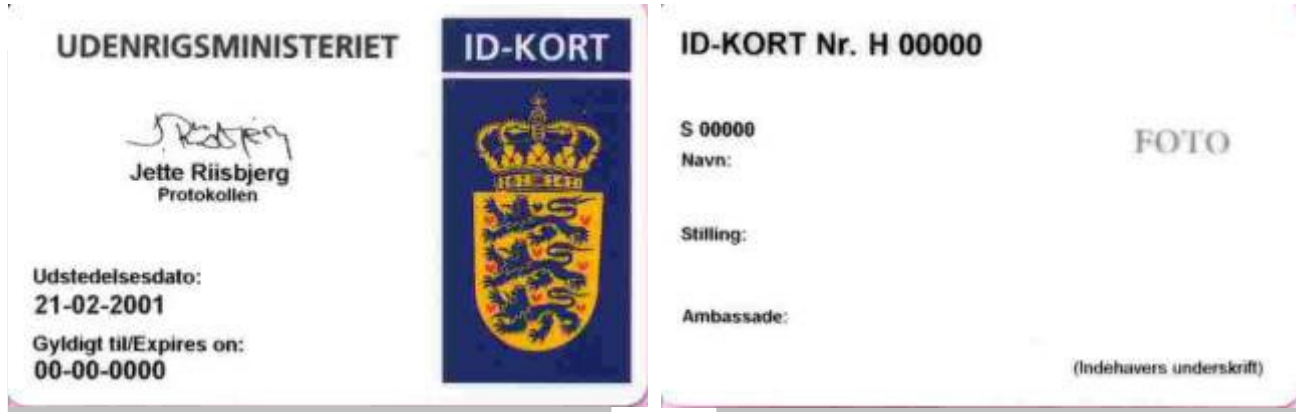 UDENRIGSMINISTERIET
ID-KORT
Jette Riisbjerg
Protokollen
Udstedelsesdato:
21-02-2001
Gyldigt til/Expires on:
00-00-0000
ID-KORT Nr. H 00000
S 00000
FOTO
Navn:
Stilling:
Ambassade:
(Indehavers underskrift)